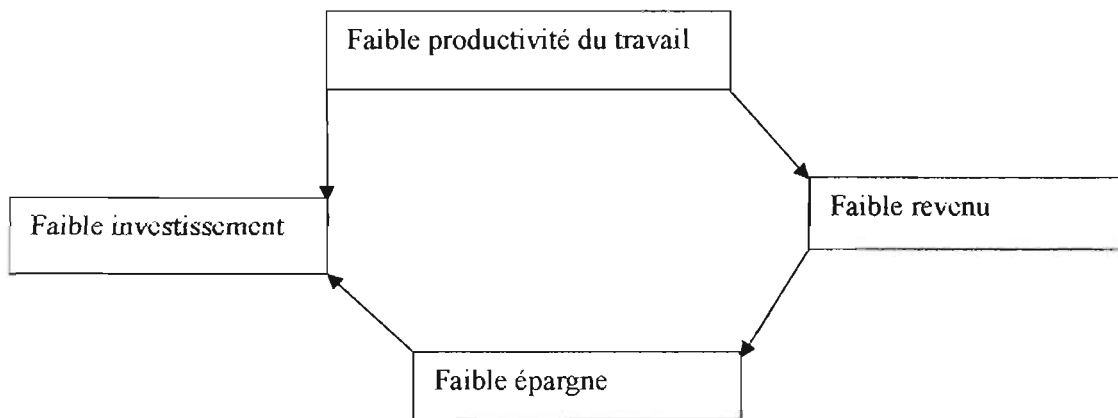 Faible productivité du travail
Faible investissement
Faible revenu
Faible épargne